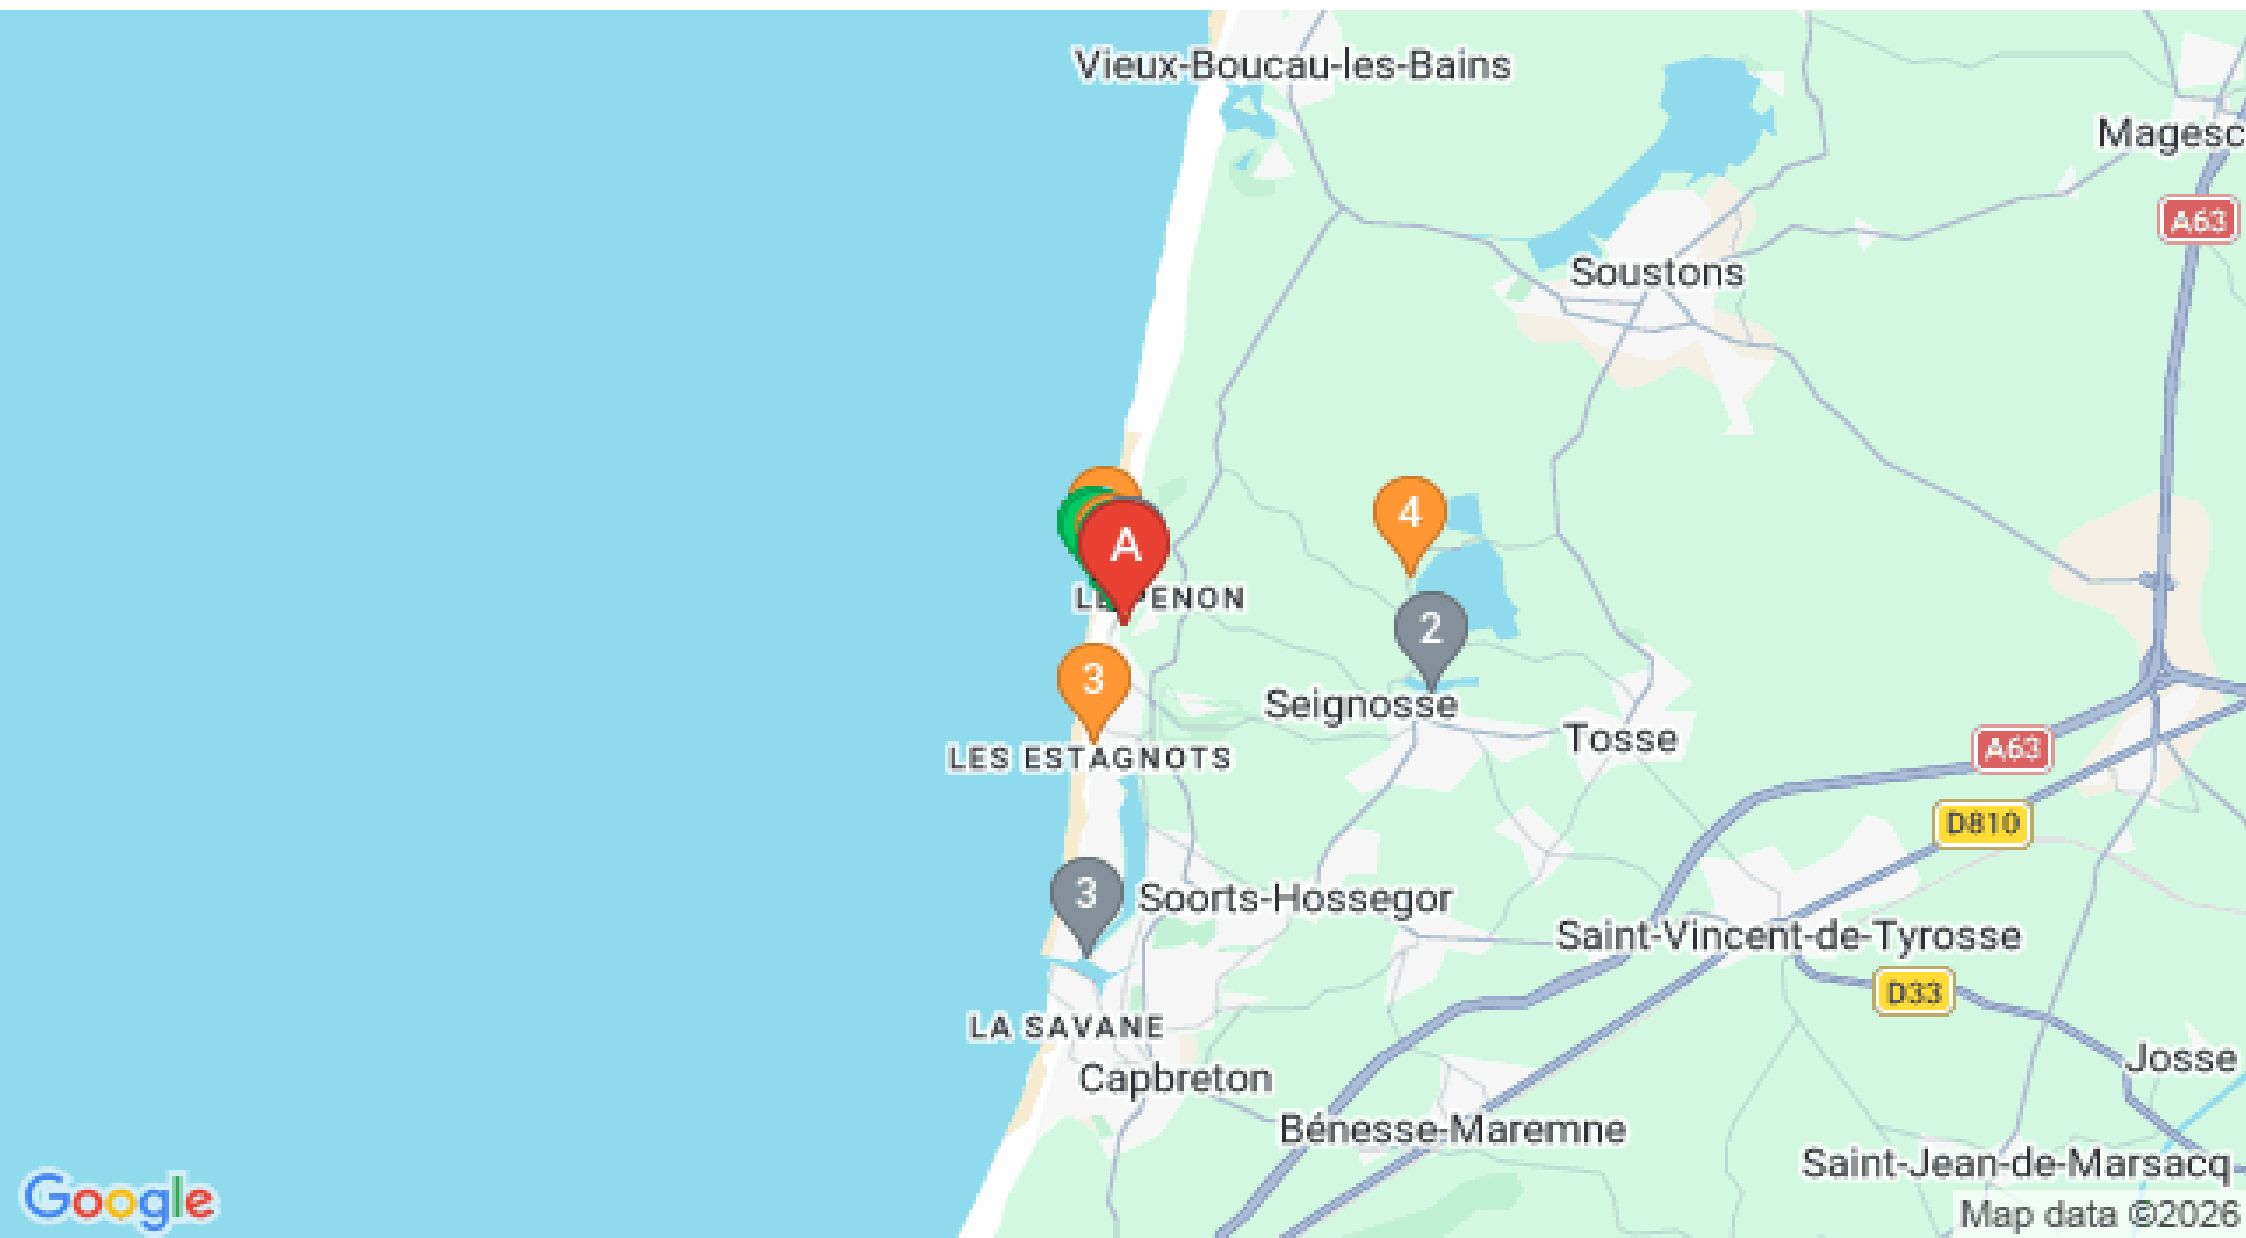 Vieux-Boucau-les-Bains
Magesc
A63
Soustons
4
A
LE PENON
2
3
Seignosse
Tosse
LES ESTAGNOTS
A63
D810
3
Soorts-Hossegor
Saint-Vincent-de-Tyrosse
D33
LA SAVANE
Josse
Capbreton
Bénesse-Maremne
Saint-Jean-de-Marsacq
Google
Map data ©2026